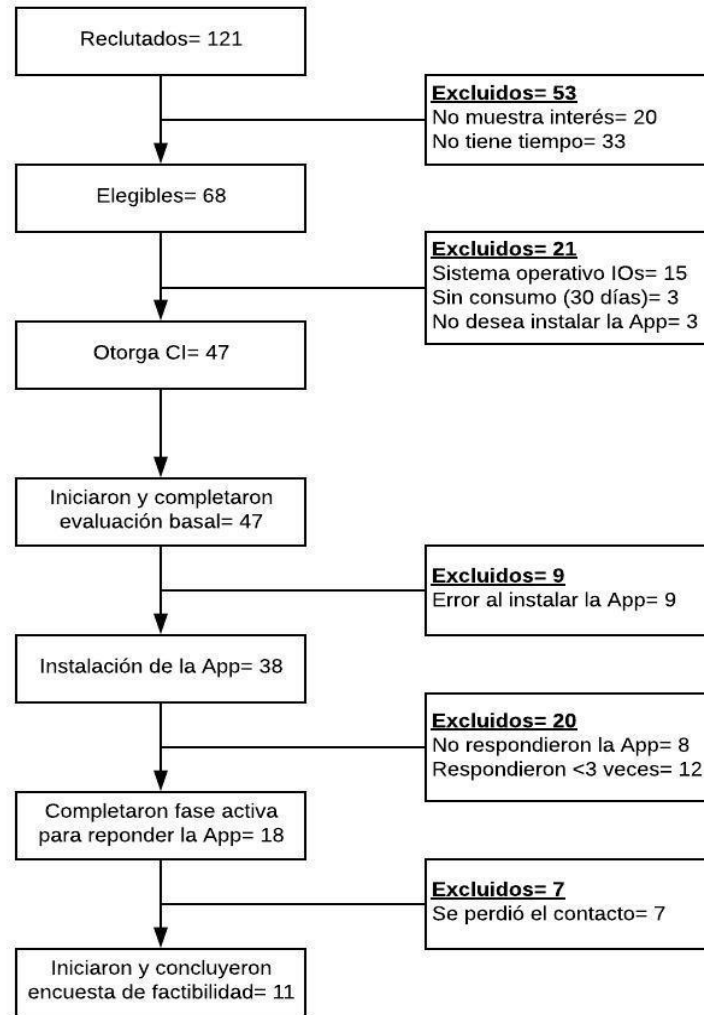 Reclutados= 121
Excluidos= 53
No muestra interés= 20
No tiene tiempo= 33
Elegibles= 68
Excluidos= 21
Sistema operativo IOs= 15
Sin consumo (30 días)= 3
No desea instalar la App= 3
Otorga CI= 47
Iniciaron y completaron
evaluación basal= 47
Excluidos= 9
Error al instalar la App= 9
Instalación de la App= 38
Excluidos= 20
No respondieron la App= 8
Respondieron <3 veces= 12
Completaron fase activa
para reponder la App= 18
Excluidos= 7
Se perdió el contacto= 7
Iniciaron y concluyeron
encuesta de factibilidad= 11